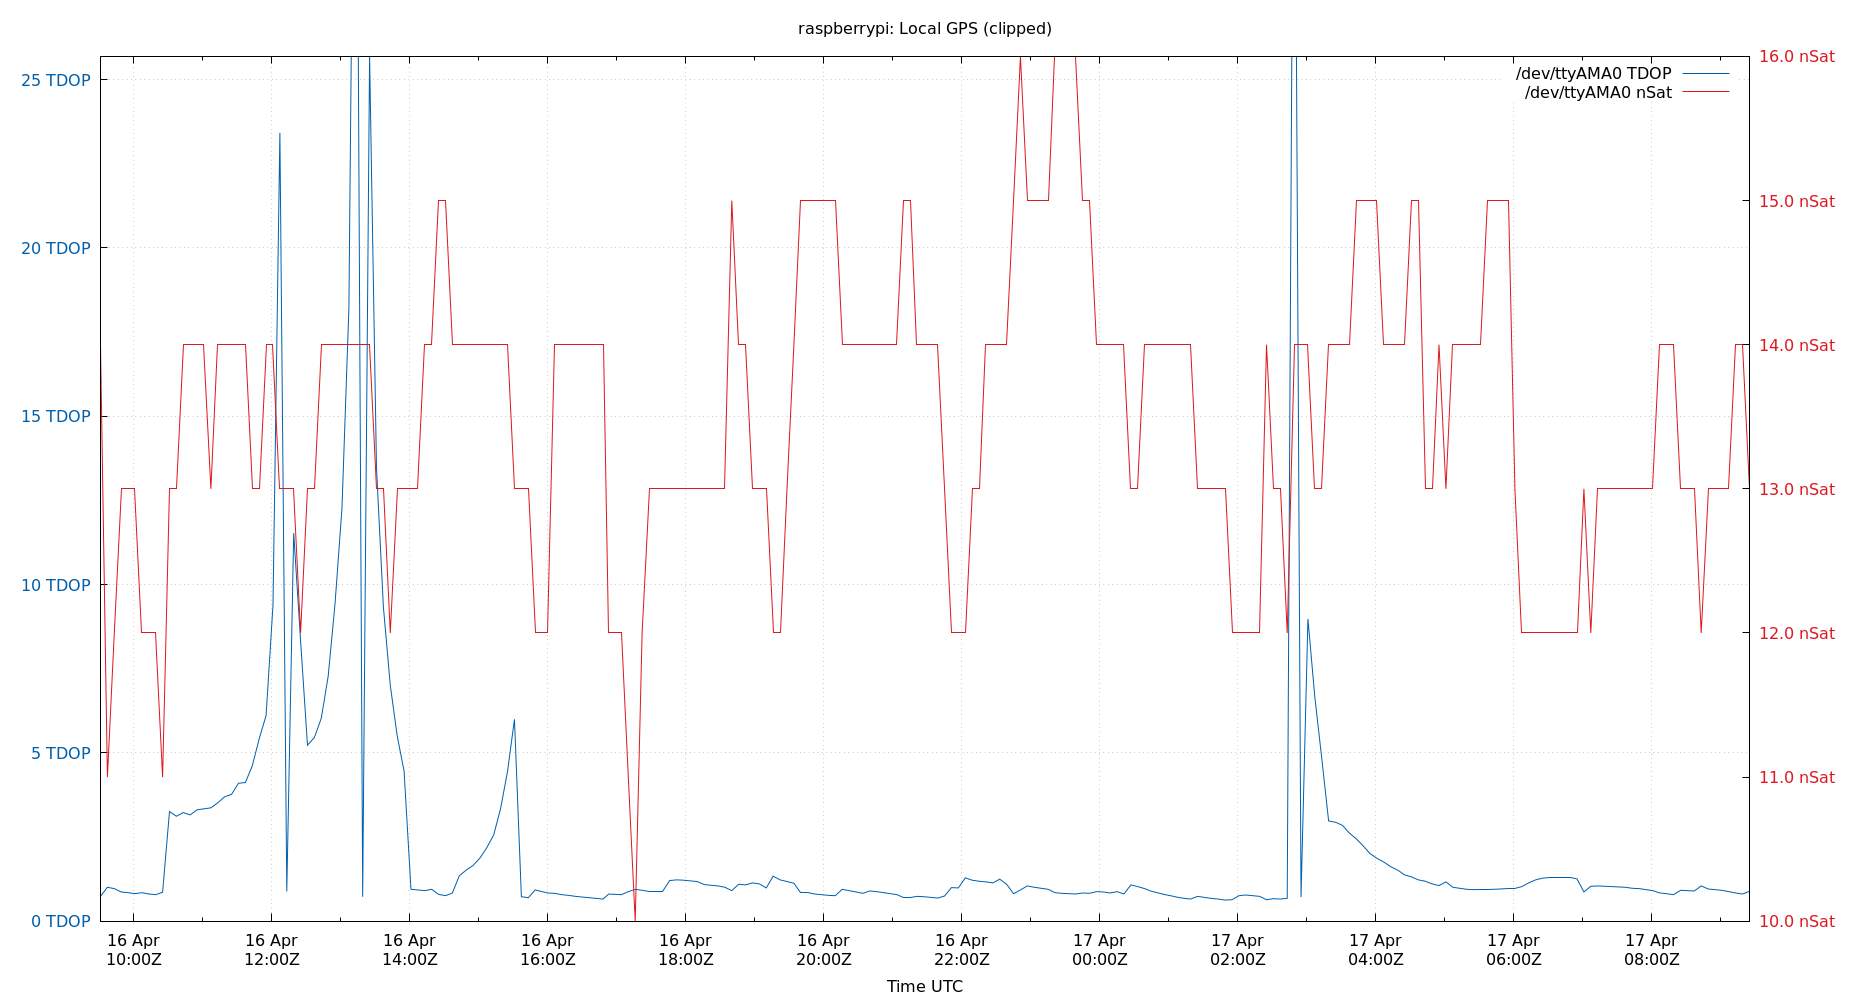 raspberrypi: Local GPS (clipped)
/dev/ttyAMA0 TDOP
/dev/ttyAMA0 nSat
25 TDOP
20 TDOP
15 TDOP
10 TDOP
5 TDOP
0 TDOP
16.0 nSat
15.0 nSat
14.0 nSat
13.0 nSat
12.0 nSat
11.0 nSat
10.0 nSat
16 Apr 16 Apr 16 Apr 16 Apr 16 Apr 16 Apr 16 Apr 17 Apr 17 Apr 17 Apr 17 Apr 17 Apr
10:00Z 12:00Z 14:00Z 16:00Z 18:00Z 20:00Z 22:00Z 00:00Z 02:00Z 04:00Z 06:00Z 08:00Z
Time UTC